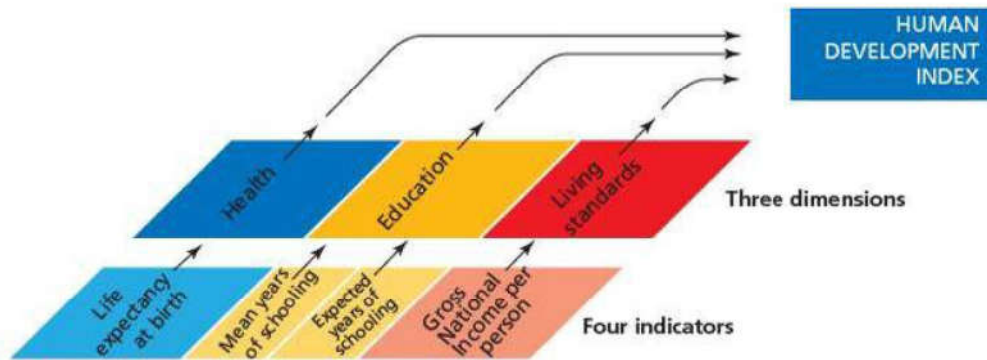 HUMAN
DEVELOPMENT
INDEX
Health
Education
Living
standards
Three dimensions
Life
expectancy
at birth
Mean years
of schooling
Expected
years of
schooling
Gross
National
Income per
person
Four indicators